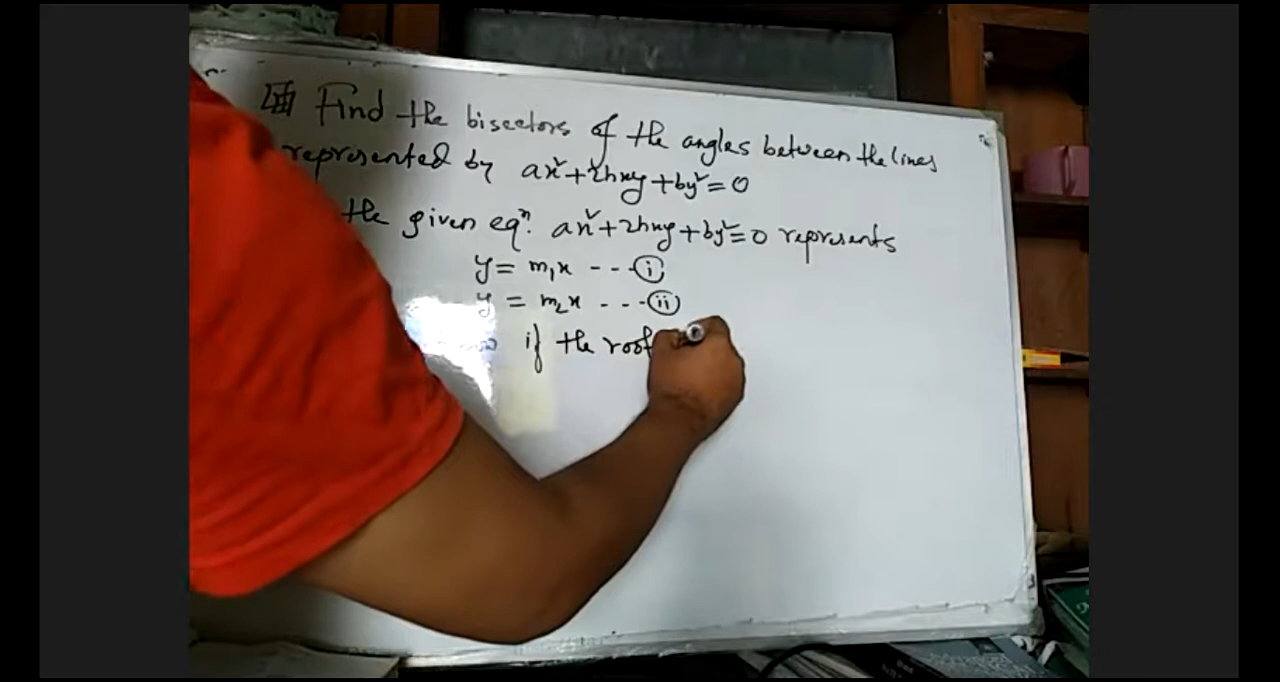 Find the bisectors of the angles between the lines
represented by ax²+2hxy+by²=0
the given eqⁿ. ax²+2hxy+by²=0 represents
y = m₁x --- (i)
y = m₂x --- (ii)
if the root